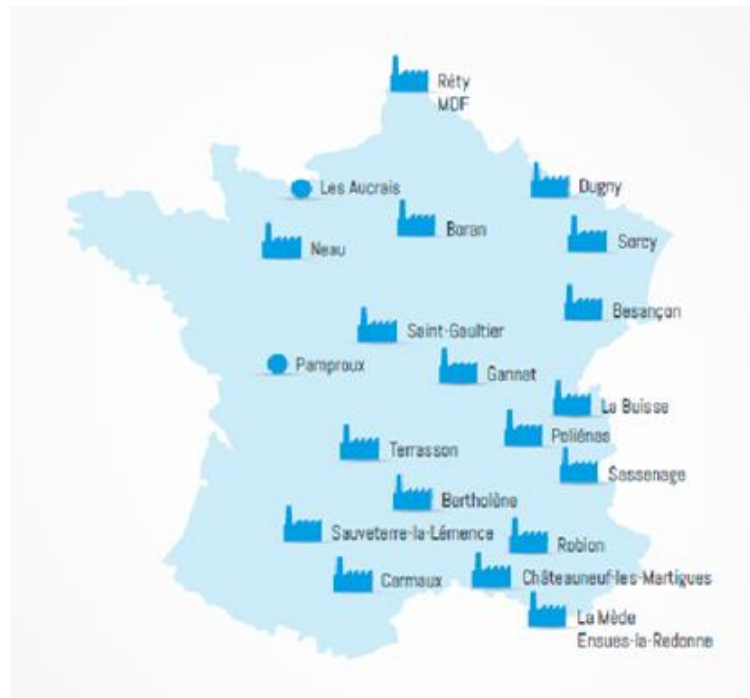 Réty
MDF
Les Aucrais
Dugny
Boran
Neau
Sorcy
Besançon
Saint-Gaultier
Pamproux
Gannat
La Buisse
Poliénas
Terrasson
Sassenage
Bertholène
Sauveterre-la-Lémence
Robion
Carmaux
Châteauneuf-les-Martigues
La Mède
Ensues-la-Redonne